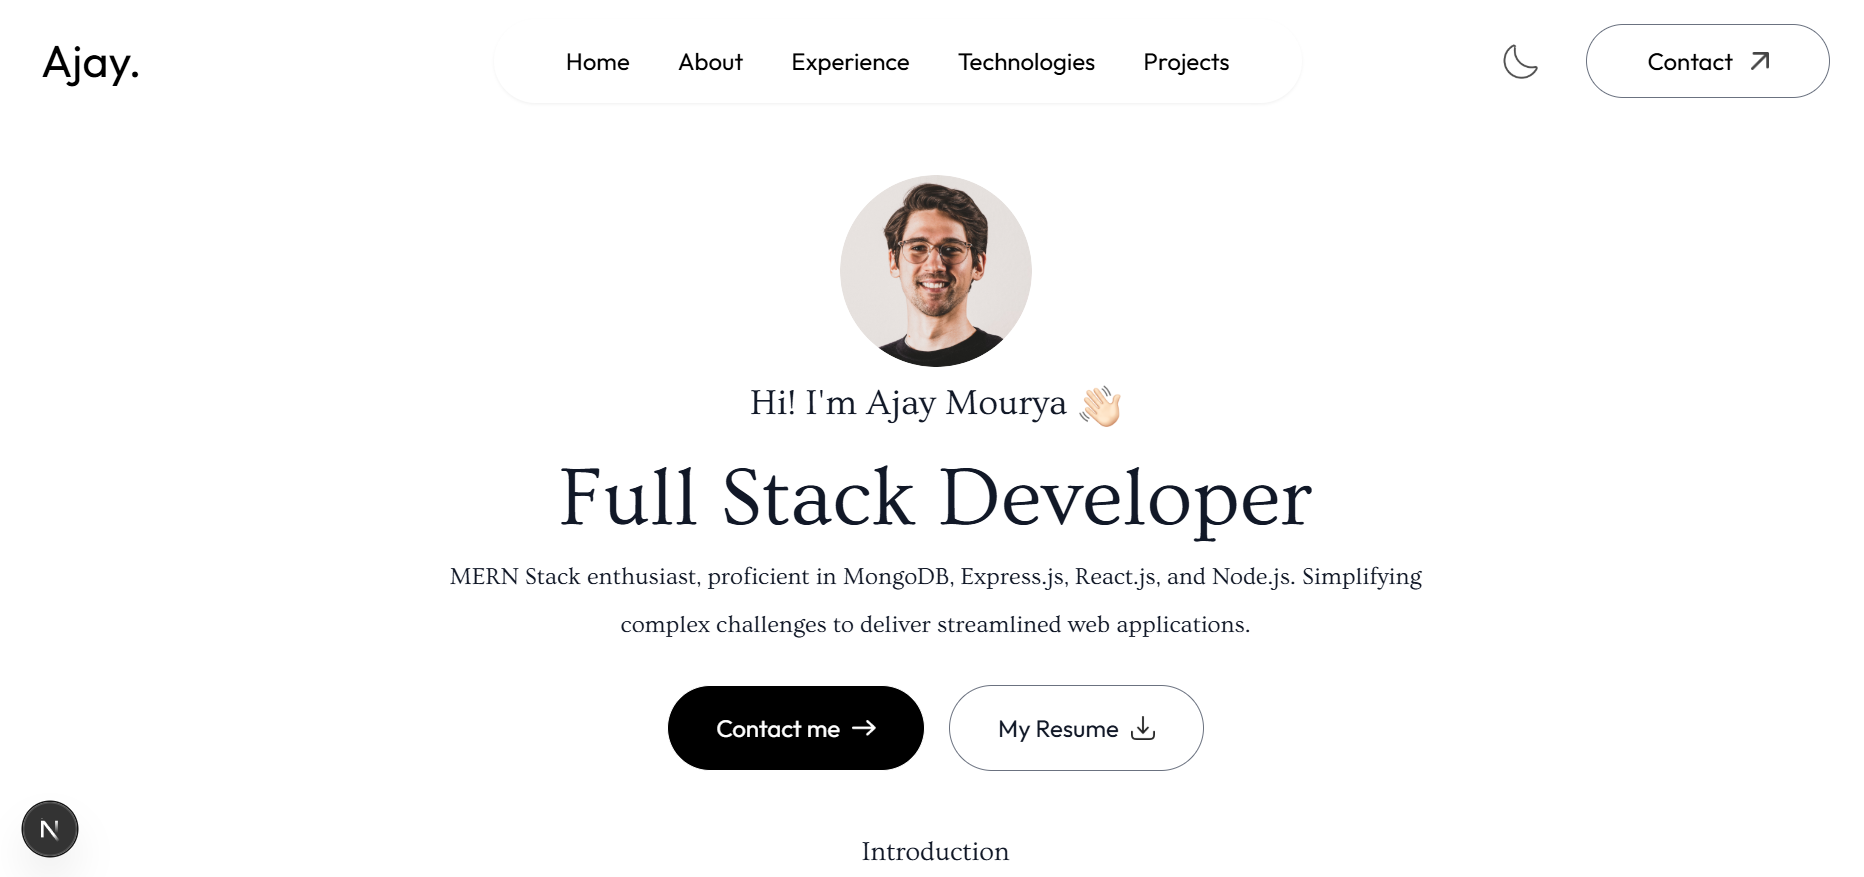 Ajay.
Home
About
Experience
Technologies
Projects
Contact
Hi! I'm Ajay Mourya 👋🏻
Full Stack Developer
MERN Stack enthusiast, proficient in MongoDB, Express.js, React.js, and Node.js. Simplifying
complex challenges to deliver streamlined web applications.
Contact me
My Resume
N
Introduction